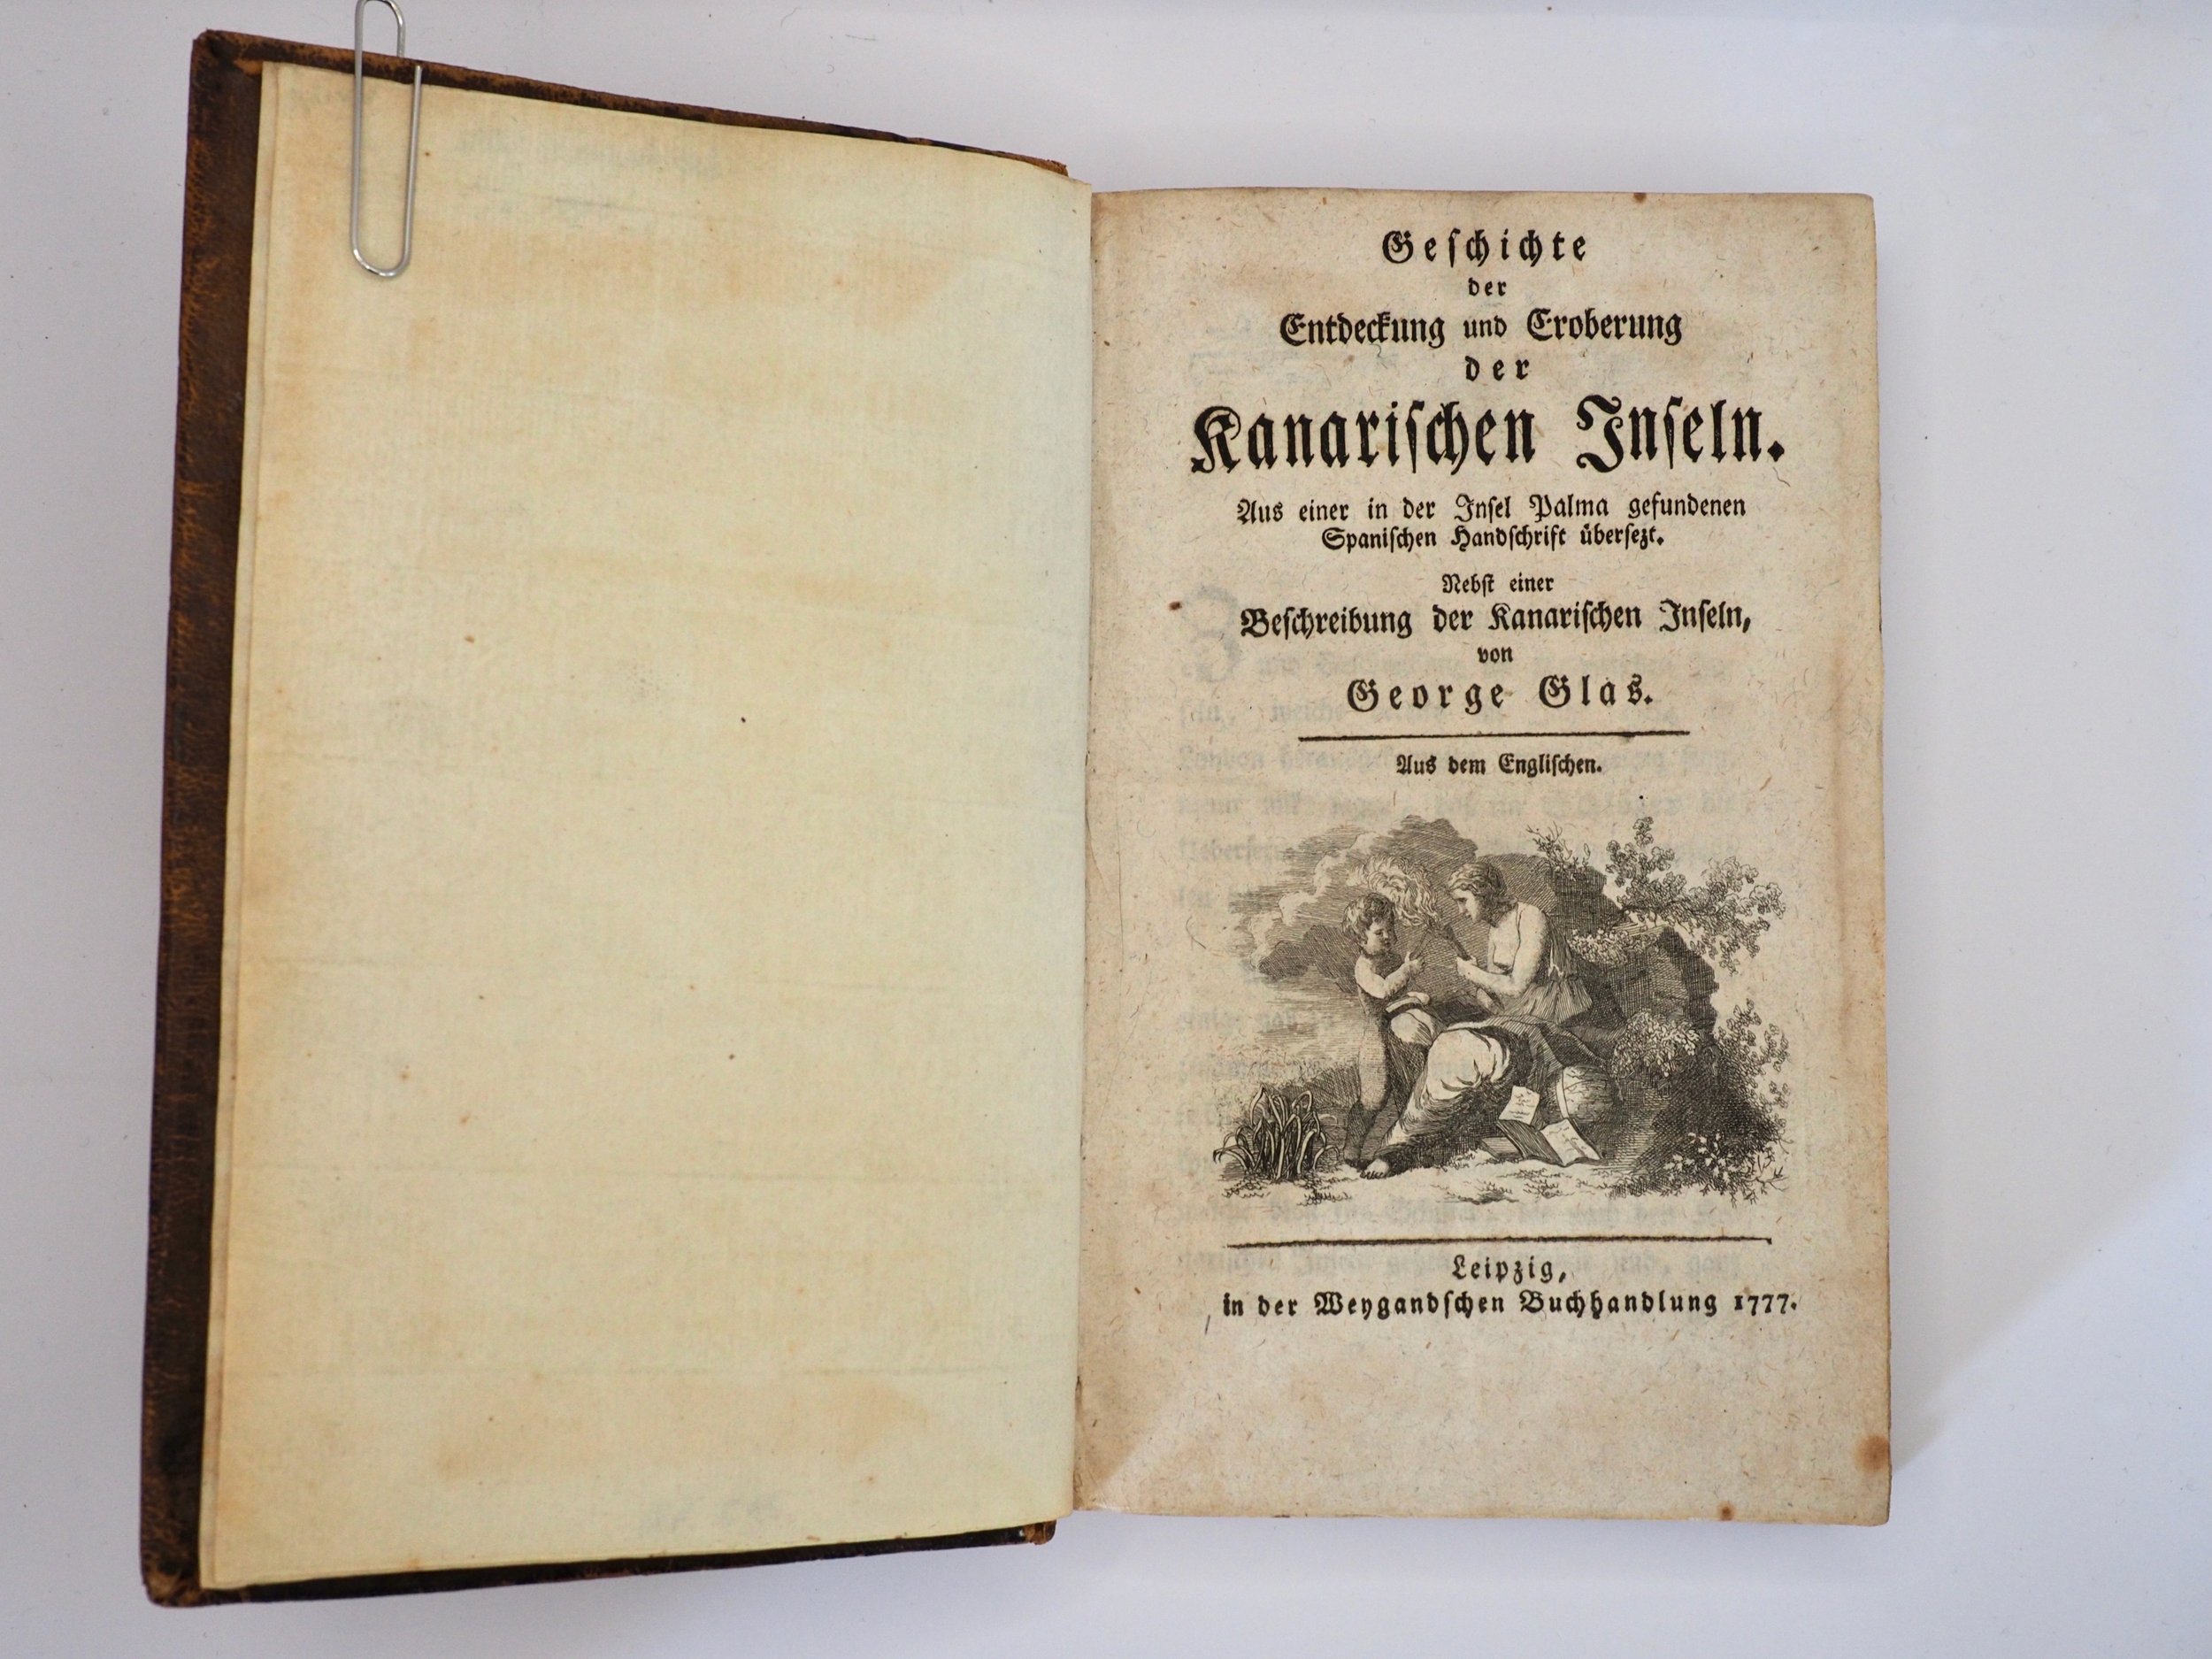 Geſchichte
der
Entdeckung und Eroberung
der
Kanariſchen Inſeln.
Aus einer in der Inſel Palma gefundenen
Spaniſchen Handſchrift überſezt.
Nebſt einer
Beſchreibung der Kanariſchen Inſeln,
von
George Glas.
Aus dem Engliſchen.
Leipzig,
in der Weygandſchen Buchhandlung 1777.